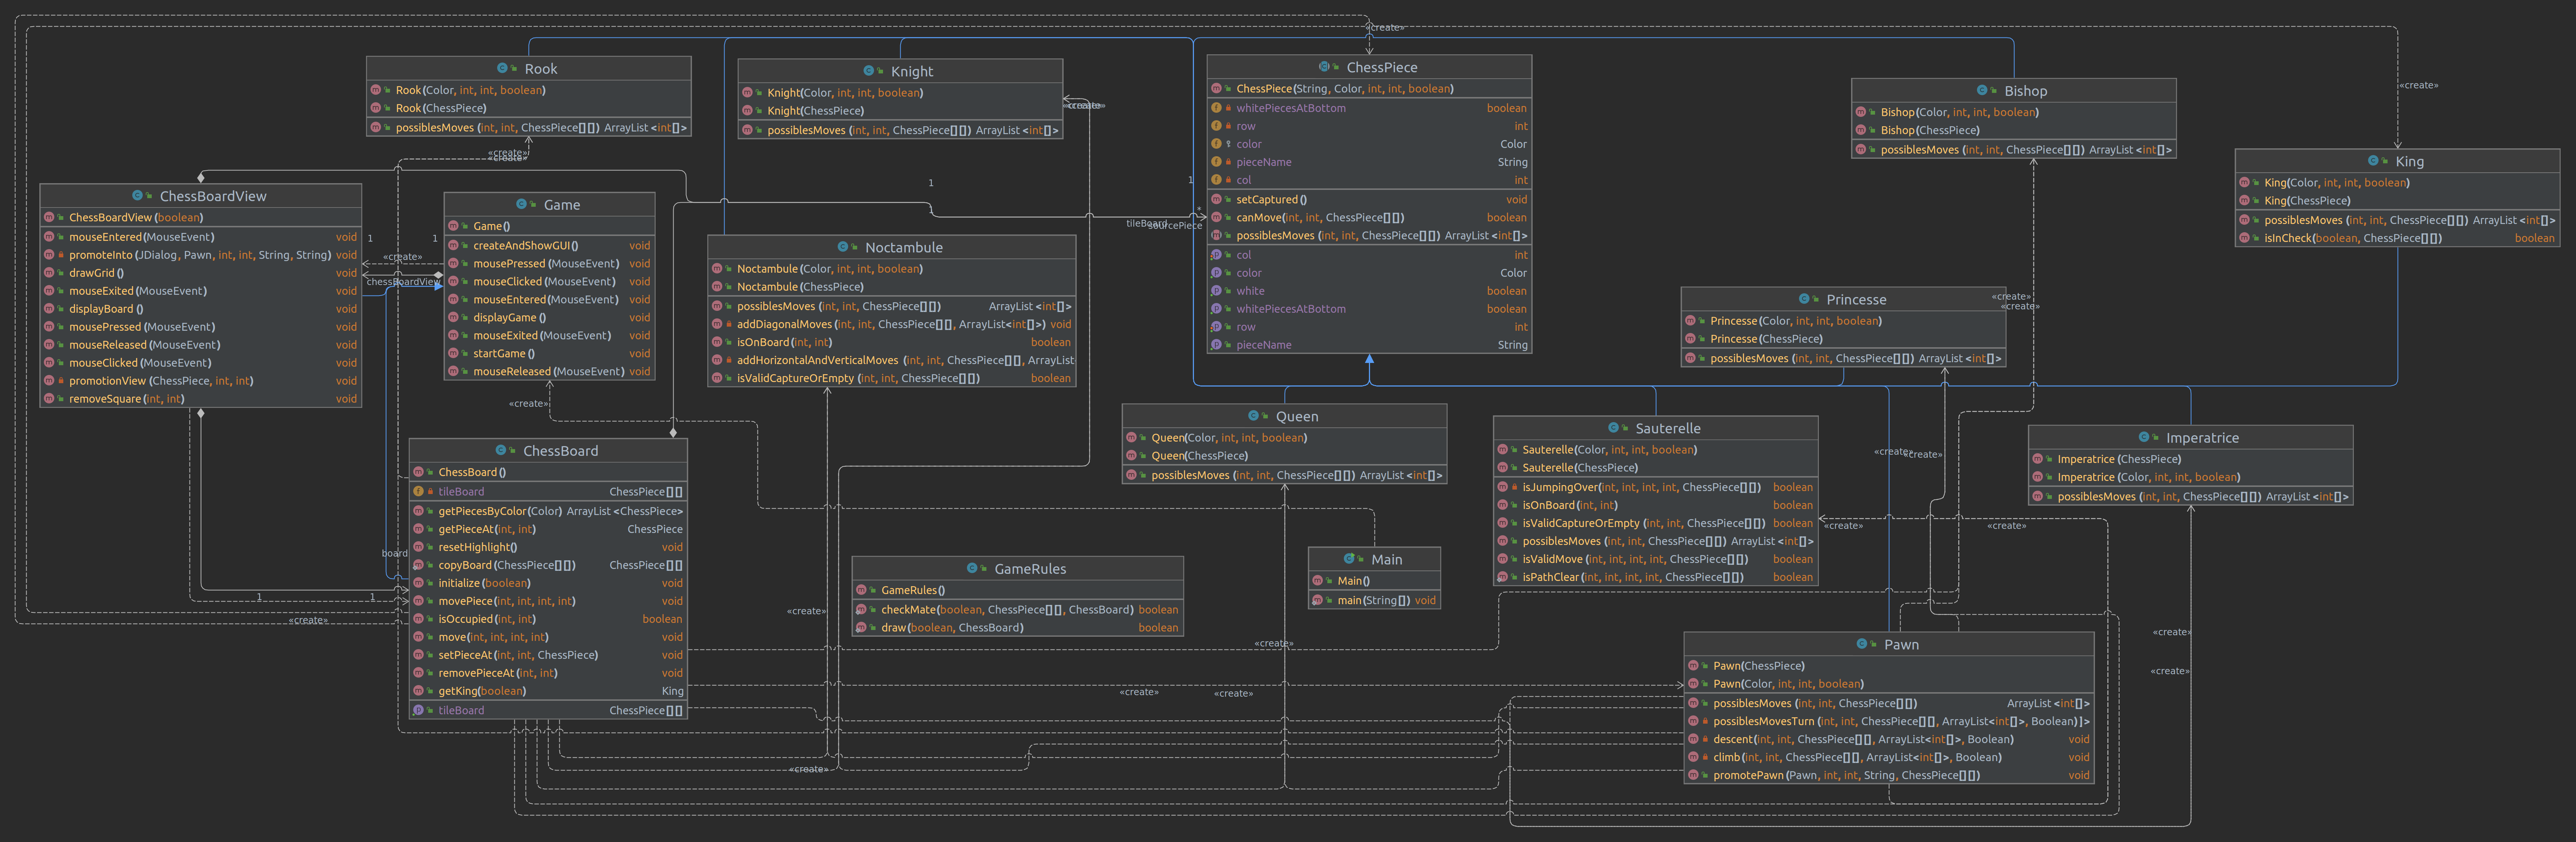 «create»
Rook
Rook(Color, int, int, boolean)
Rook(ChessPiece)
possiblesMoves (int, int, ChessPiece[][]) ArrayList <int[]>
«create»
«create»
Knight
Knight(Color, int, int, boolean)
Knight(ChessPiece)
possiblesMoves (int, int, ChessPiece[][]) ArrayList <int[]>
«create»
ChessPiece
ChessPiece(String, Color, int, int, boolean)
whitePiecesAtBottom boolean
row int
color Color
pieceName String
col int
setCaptured() void
canMove(int, int, ChessPiece[][]) boolean
possiblesMoves (int, int, ChessPiece[][]) ArrayList <int[]>
col int
color Color
white boolean
whitePiecesAtBottom boolean
row int
pieceName String
Bishop
Bishop(Color, int, int, boolean)
Bishop(ChessPiece)
possiblesMoves (int, int, ChessPiece[][]) ArrayList <int[]>
«create»
King
King(Color, int, int, boolean)
King(ChessPiece)
possiblesMoves (int, int, ChessPiece[][]) ArrayList <int[]>
isInCheck(boolean, ChessPiece[][]) boolean
ChessBoardView
ChessBoardView(boolean)
mouseEntered(MouseEvent) void
promoteInto (JDialog, Pawn, int, int, String, String) void
drawGrid () void
mouseExited(MouseEvent) void
displayBoard () void
mousePressed (MouseEvent) void
mouseReleased (MouseEvent) void
mouseClicked (MouseEvent) void
promotionView (ChessPiece, int, int) void
removeSquare(int, int) void
1
1
«create»
chessBoardView
Game
Game()
createAndShowGUI() void
mousePressed (MouseEvent) void
mouseClicked (MouseEvent) void
mouseEntered (MouseEvent) void
displayGame () void
mouseExited (MouseEvent) void
startGame () void
mouseReleased (MouseEvent) void
«create»
1
1
*
tileBoard
sourcePiece
Noctambule
Noctambule (Color, int, int, boolean)
Noctambule (ChessPiece)
possiblesMoves (int, int, ChessPiece[][]) ArrayList <int[]>
addDiagonalMoves(int, int, ChessPiece[][], ArrayList<int[]>) void
isOnBoard(int, int) boolean
addHorizontalAndVerticalMoves (int, int, ChessPiece[][], ArrayList
isValidCaptureOrEmpty (int, int, ChessPiece[][]) boolean
Princesse
Princesse(Color, int, int, boolean)
Princesse(ChessPiece)
possiblesMoves (int, int, ChessPiece[][]) ArrayList <int[]>
«create»
«create»
Queen
Queen(Color, int, int, boolean)
Queen(ChessPiece)
possiblesMoves (int, int, ChessPiece[][]) ArrayList <int[]>
Sauterelle
Sauterelle(Color, int, int, boolean)
Sauterelle(ChessPiece)
isJumpingOver(int, int, int, int, ChessPiece[][]) boolean
isOnBoard(int, int) boolean
isValidCaptureOrEmpty (int, int, ChessPiece[][]) boolean
possiblesMoves (int, int, ChessPiece[][]) ArrayList <int[]>
isValidMove(int, int, int, int, ChessPiece[][]) boolean
isPathClear(int, int, int, int, ChessPiece[][]) boolean
«create»
«create»
«create»
«create»
Imperatrice
Imperatrice (ChessPiece)
Imperatrice (Color, int, int, boolean)
possiblesMoves (int, int, ChessPiece[][]) ArrayList <int[]>
ChessBoard
ChessBoard()
tileBoard ChessPiece[][]
getPiecesByColor(Color) ArrayList <ChessPiece>
getPieceAt(int, int) ChessPiece
resetHighlight() void
copyBoard(ChessPiece[][]) ChessPiece[][]
initialize(boolean) void
movePiece(int, int, int, int) void
isOccupied(int, int) boolean
move(int, int, int, int) void
setPieceAt(int, int, ChessPiece) void
removePieceAt(int, int) void
getKing(boolean) King
tileBoard ChessPiece[][]
board
1
1
«create»
GameRules
GameRules()
checkMate(boolean, ChessPiece[][], ChessBoard) boolean
draw(boolean, ChessBoard) boolean
Main
Main()
main(String[]) void
«create»
«create»
«create»
«create»
«create»
Pawn
Pawn(ChessPiece)
Pawn(Color, int, int, boolean)
possiblesMoves (int, int, ChessPiece[][]) ArrayList <int[]>
possiblesMovesTurn (int, int, ChessPiece[][], ArrayList<int[]>, Boolean)]>
descent(int, int, ChessPiece[][], ArrayList<int[]>, Boolean) void
climb(int, int, ChessPiece[][], ArrayList<int[]>, Boolean) void
promotePawn(Pawn, int, int, String, ChessPiece[][]) void
«create»
«create»
«create»